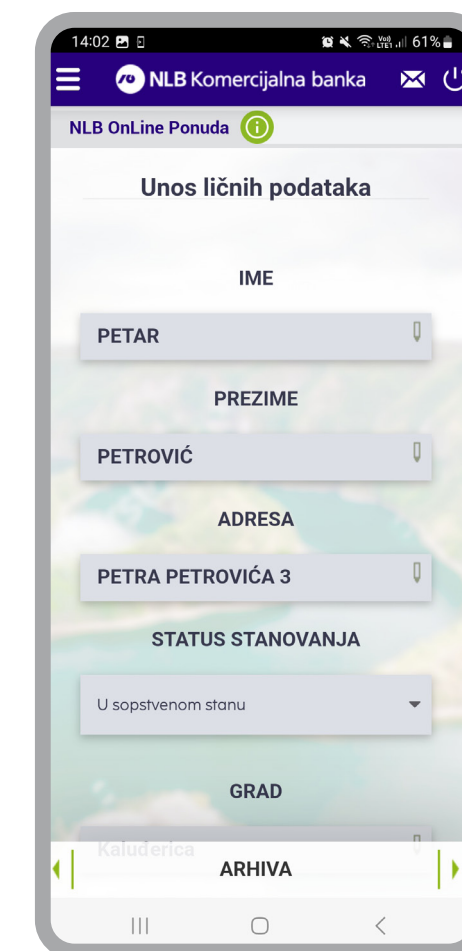 14:02 61%
NLB Komercijalna banka
NLB OnLine Ponuda
Unos ličnih podataka
IME
PETAR
PREZIME
PETROVIĆ
ADRESA
PETRA PETROVIĆA 3
STATUS STANOVANJA
U sopstvenom stanu
GRAD
Kaluđerica
ARHIVA